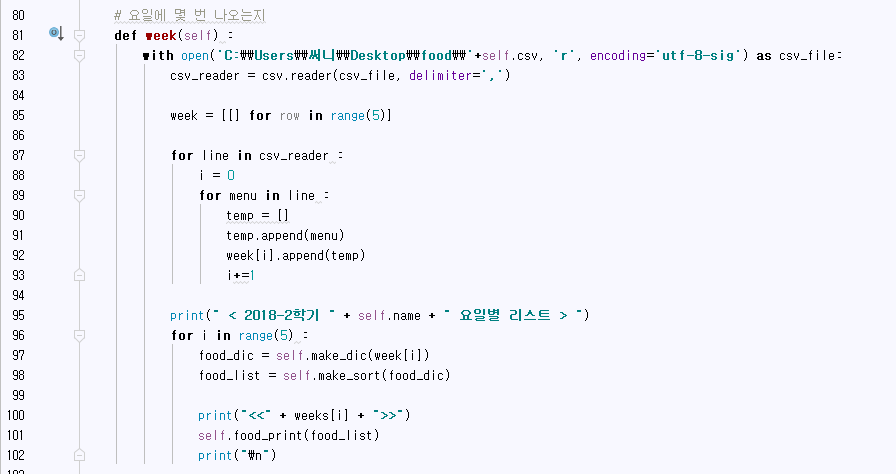 80 # 요일에 몇 번 나오는지
81 def week(self) :
82 with open('C:₩₩Users₩₩써니₩₩Desktop₩₩food₩₩'+self.csv, 'r', encoding='utf-8-sig') as csv_file:
83 csv_reader = csv.reader(csv_file, delimiter=',')
84
85 week = [[] for row in range(5)]
86
87 for line in csv_reader :
88 i = 0
89 for menu in line :
90 temp = []
91 temp.append(menu)
92 week[i].append(temp)
93 i+=1
94
95 print(" < 2018-2학기 " + self.name + " 요일별 리스트 > ")
96 for i in range(5) :
97 food_dic = self.make_dic(week[i])
98 food_list = self.make_sort(food_dic)
99
100 print("<<" + weeks[i] + ">>")
101 self.food_print(food_list)
102 print("₩n")